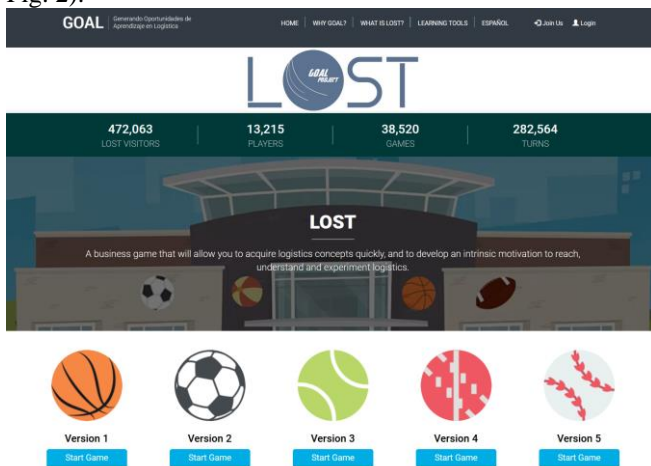 Fig. 2).
GOAL Generando Oportunidades de
Aprendizaje en Logística
HOME WHY GOAL? WHAT IS LOST? LEARNING TOOLS ESPAÑOL Join Us Login
LOST
GOAL
PROJECT
472,063 13,215 38,520 282,564
LOST VISITORS PLAYERS GAMES TURNS
LOST
A business game that will allow you to acquire logistics concepts quickly, and to develop an intrinsic motivation to reach,
understand and experiment logistics.
Version 1 Version 2 Version 3 Version 4 Version 5
Start Game Start Game Start Game Start Game Start Game